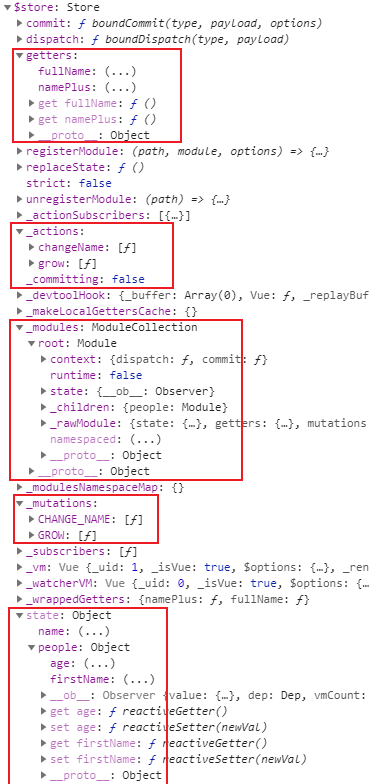 ▼ $store: Store
▶ commit: ƒ boundCommit(type, payload, options)
▶ dispatch: ƒ boundDispatch(type, payload)
▼ getters:
fullName: (...)
namePlus: (...)
▶ get fullName: ƒ ()
▶ get namePlus: ƒ ()
▶ __proto__: Object
▶ registerModule: (path, module, options) => {…}
▶ replaceState: ƒ ()
strict: false
▶ unregisterModule: (path) => {…}
▶ _actionSubscribers: [{…}]
▼ _actions:
▶ changeName: [ƒ]
▶ grow: [ƒ]
_committing: false
▶ _devtoolHook: {_buffer: Array(0), Vue: ƒ, _replayBuf
▶ _makeLocalGettersCache: {}
▼ _modules: ModuleCollection
▼ root: Module
▶ context: {dispatch: ƒ, commit: ƒ}
runtime: false
▶ state: {__ob__: Observer}
▶ _children: {people: Module}
▶ _rawModule: {state: {…}, getters: {…}, mutations
namespaced: (...)
▶ __proto__: Object
▶ __proto__: Object
▶ _modulesNamespaceMap: {}
▼ _mutations:
▶ CHANGE_NAME: [ƒ]
▶ GROW: [ƒ]
▶ _subscribers: [ƒ]
▶ _vm: Vue {_uid: 1, _isVue: true, $options: {…}, _ren
▶ _watcherVM: Vue {_uid: 0, _isVue: true, $options: {…
▶ _wrappedGetters: {namePlus: ƒ, fullName: ƒ}
▼ state: Object
name: (...)
▼ people: Object
age: (...)
firstName: (...)
▶ __ob__: Observer {value: {…}, dep: Dep, vmCount:
▶ get age: ƒ reactiveGetter()
▶ set age: ƒ reactiveSetter(newVal)
▶ get firstName: ƒ reactiveGetter()
▶ set firstName: ƒ reactiveSetter(newVal)
▶ __proto__: Object